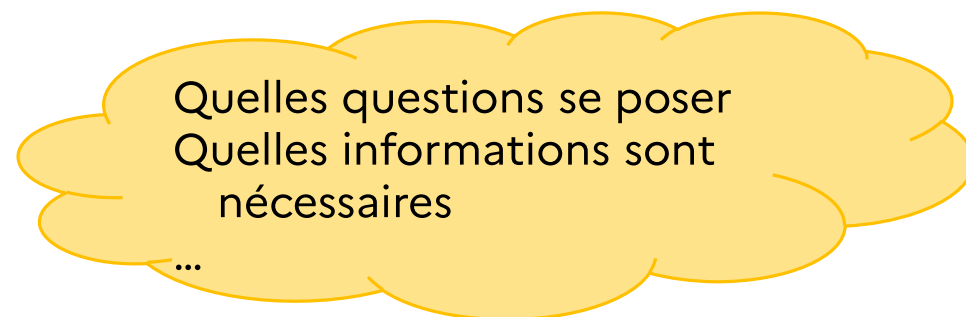 Quelles questions se poser
Quelles informations sont
nécessaires
...